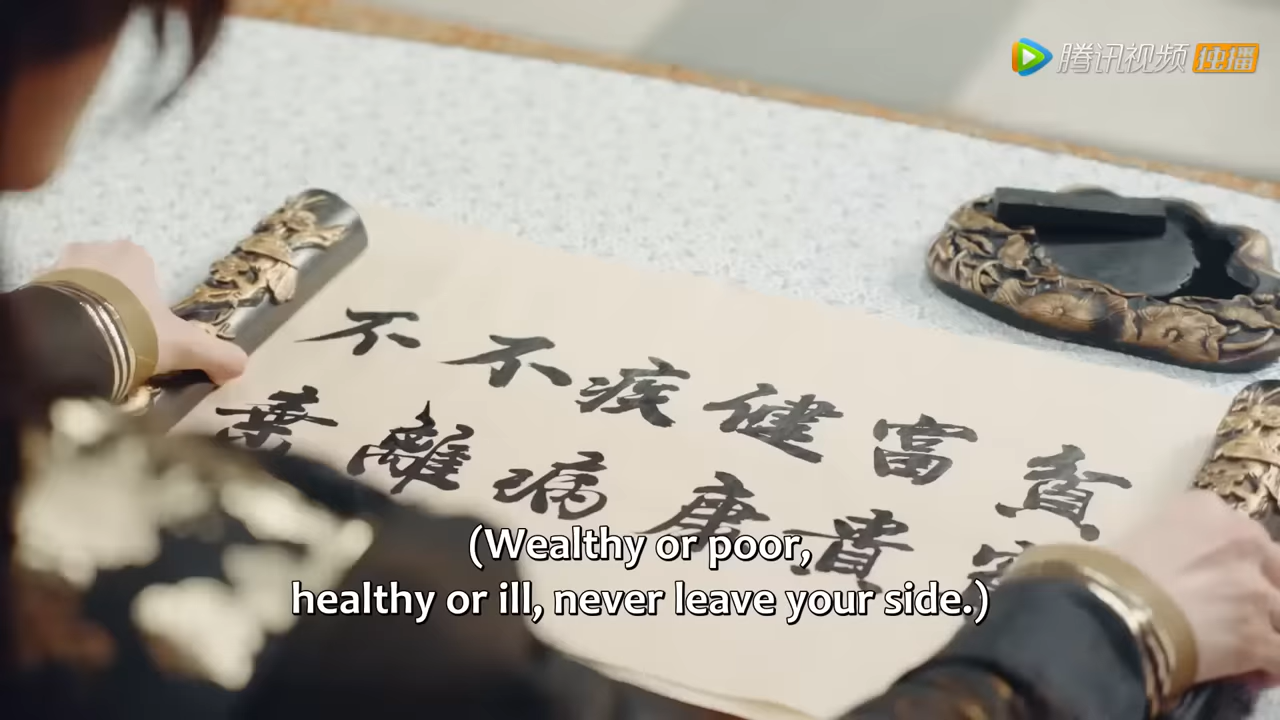 腾讯视频 独播
貧
富貴
健康
疾病
不離
不棄
(Wealthy or poor,
healthy or ill, never leave your side.)